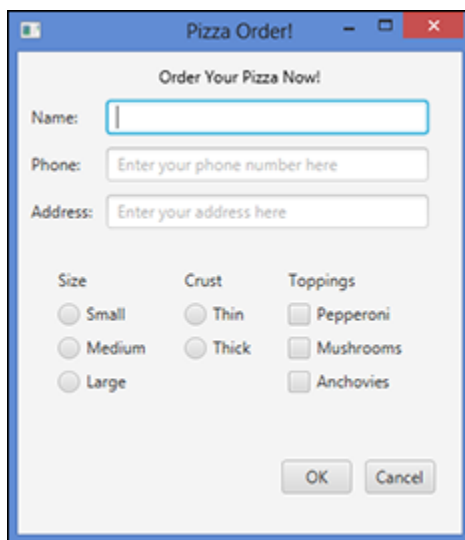 Pizza Order!
Order Your Pizza Now!
Name:
Phone: Enter your phone number here
Address: Enter your address here
Size Crust Toppings
Small Thin Pepperoni
Medium Thick Mushrooms
Large Anchovies
OK Cancel